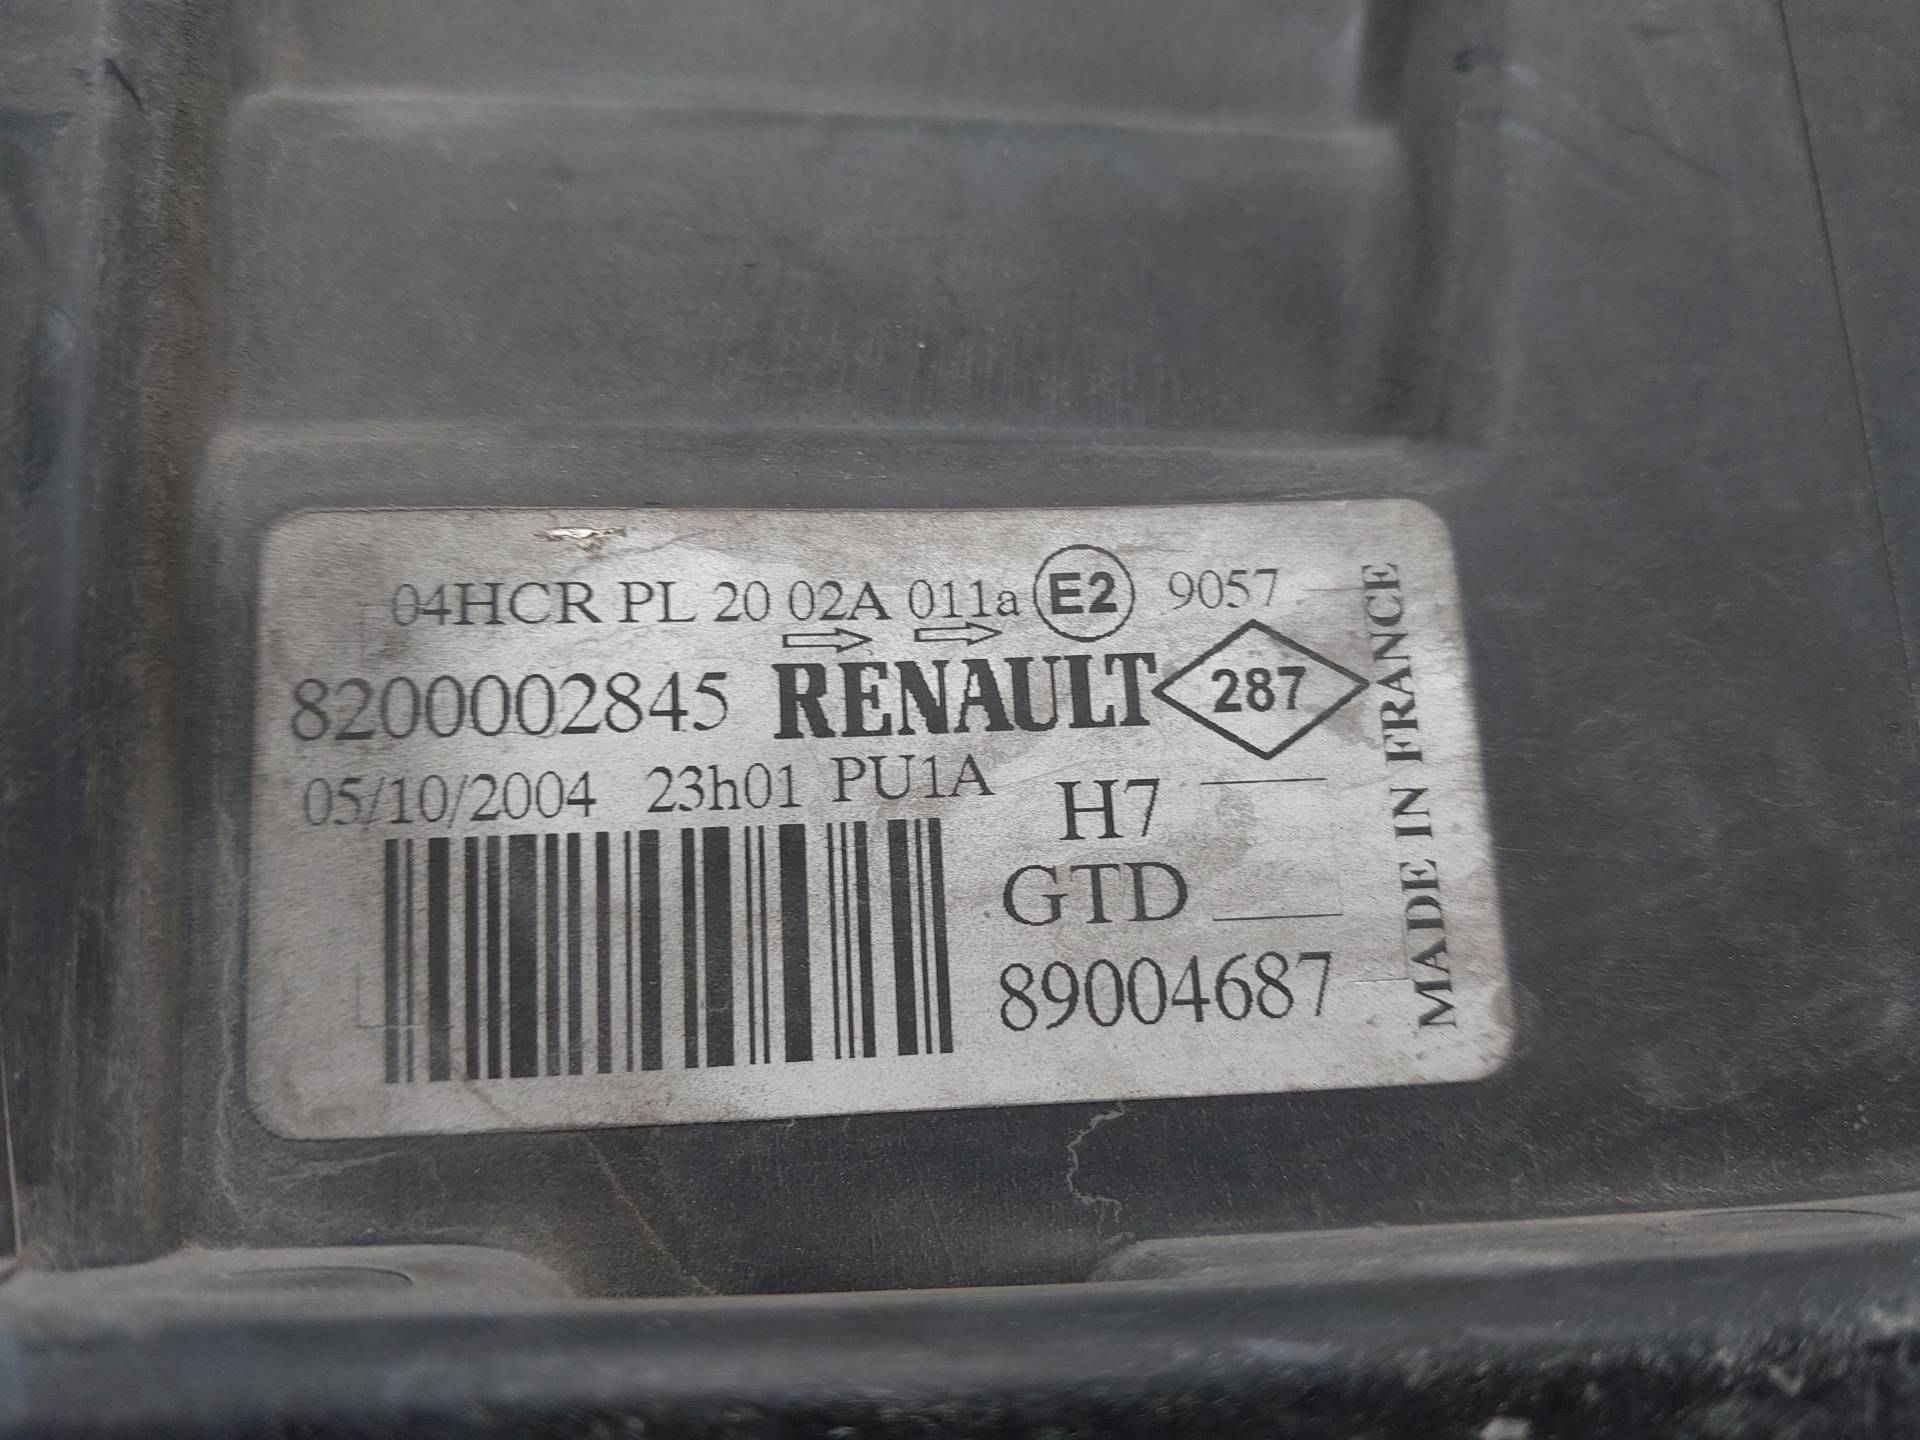 04HCR PL 20 02A 011a E2 9057
8200002845 RENAULT 287
05/10/2004 23h01 PU1A
H7
GTD
89004687
MADE IN FRANCE